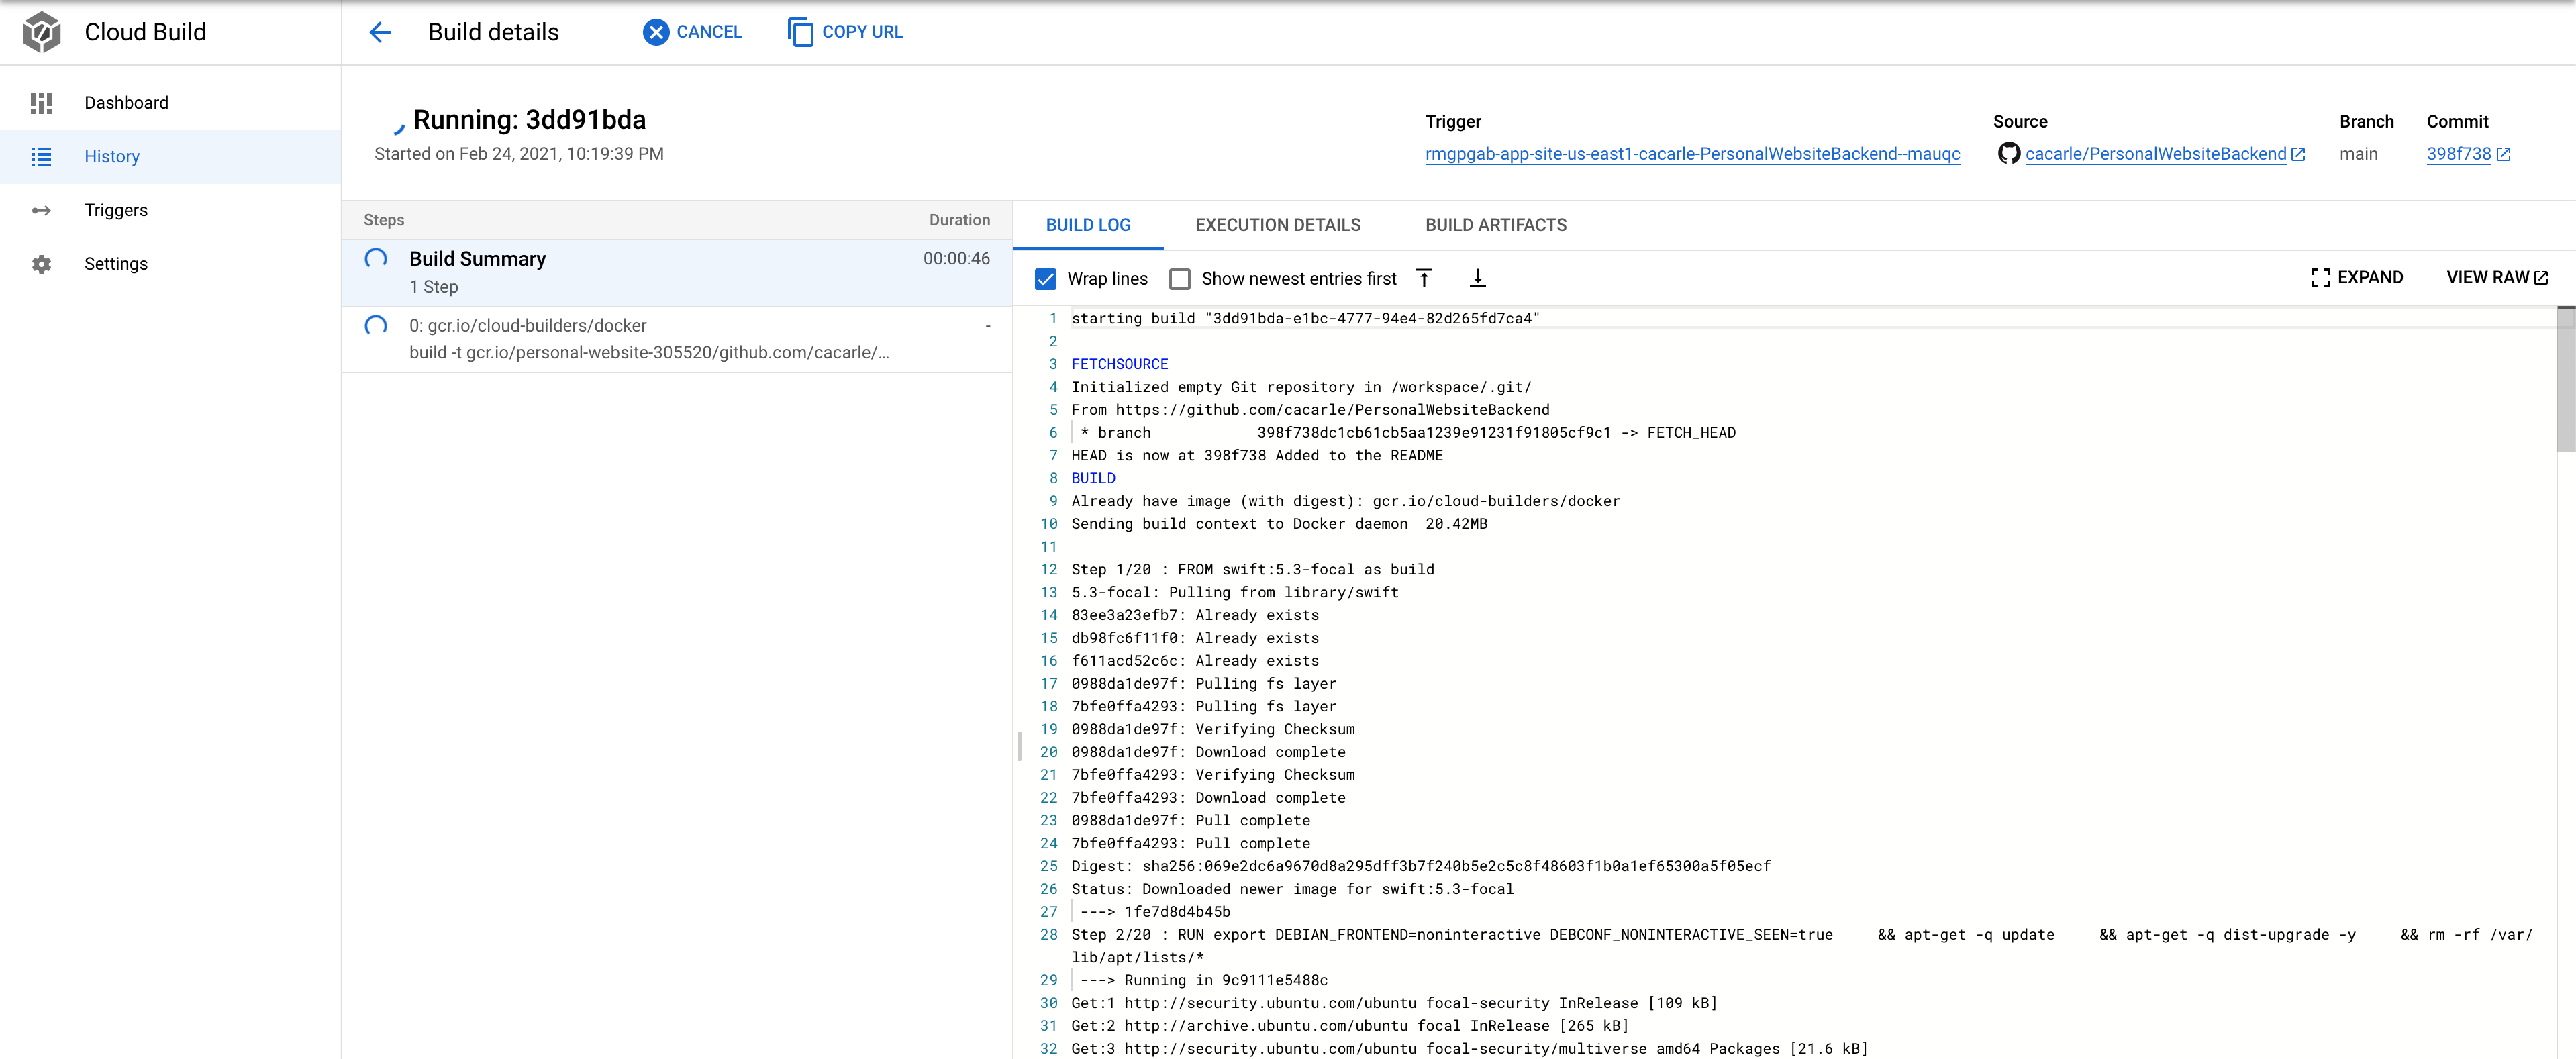 Cloud Build
Build details
CANCEL
COPY URL
Dashboard
History
Triggers
Settings
Running: 3dd91bda
Started on Feb 24, 2021, 10:19:39 PM
Trigger
rmgpgab-app-site-us-east1-cacarle-PersonalWebsiteBackend--mauqc
Source
cacarle/PersonalWebsiteBackend
Branch
main
Commit
398f738
Steps Duration
Build Summary 00:00:46
1 Step
0: gcr.io/cloud-builders/docker -
build -t gcr.io/personal-website-305520/github.com/cacarle/...
BUILD LOG EXECUTION DETAILS BUILD ARTIFACTS
Wrap lines Show newest entries first EXPAND VIEW RAW
1 starting build "3dd91bda-e1bc-4777-94e4-82d265fd7ca4"
2
3 FETCHSOURCE
4 Initialized empty Git repository in /workspace/.git/
5 From https://github.com/cacarle/PersonalWebsiteBackend
6 * branch 398f738dc1cb61cb5aa1239e91231f91805cf9c1 -> FETCH_HEAD
7 HEAD is now at 398f738 Added to the README
8 BUILD
9 Already have image (with digest): gcr.io/cloud-builders/docker
10 Sending build context to Docker daemon 20.42MB
11
12 Step 1/20 : FROM swift:5.3-focal as build
13 5.3-focal: Pulling from library/swift
14 83ee3a23efb7: Already exists
15 db98fc6f11f0: Already exists
16 f611acd52c6c: Already exists
17 0988da1de97f: Pulling fs layer
18 7bfe0ffa4293: Pulling fs layer
19 0988da1de97f: Verifying Checksum
20 0988da1de97f: Download complete
21 7bfe0ffa4293: Verifying Checksum
22 7bfe0ffa4293: Download complete
23 0988da1de97f: Pull complete
24 7bfe0ffa4293: Pull complete
25 Digest: sha256:069e2dc6a9670d8a295dff3b7f240b5e2c5c8f48603f1b0a1ef65300a5f05ecf
26 Status: Downloaded newer image for swift:5.3-focal
27 ---> 1fe7d8d4b45b
28 Step 2/20 : RUN export DEBIAN_FRONTEND=noninteractive DEBCONF_NONINTERACTIVE_SEEN=true && apt-get -q update && apt-get -q dist-upgrade -y && rm -rf /var/
lib/apt/lists/*
29 ---> Running in 9c9111e5488c
30 Get:1 http://security.ubuntu.com/ubuntu focal-security InRelease [109 kB]
31 Get:2 http://archive.ubuntu.com/ubuntu focal InRelease [265 kB]
32 Get:3 http://security.ubuntu.com/ubuntu focal-security/multiverse amd64 Packages [21.6 kB]